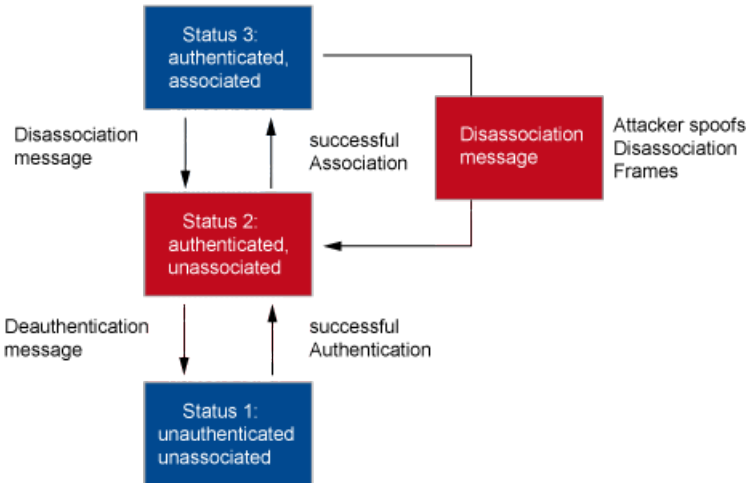 Status 3:
authenticated,
associated
Disassociation
message
successful
Association
Disassociation
message
Attacker spoofs
Disassociation
Frames
Status 2:
authenticated,
unassociated
Deauthentication
message
successful
Authentication
Status 1:
unauthenticated
unassociated